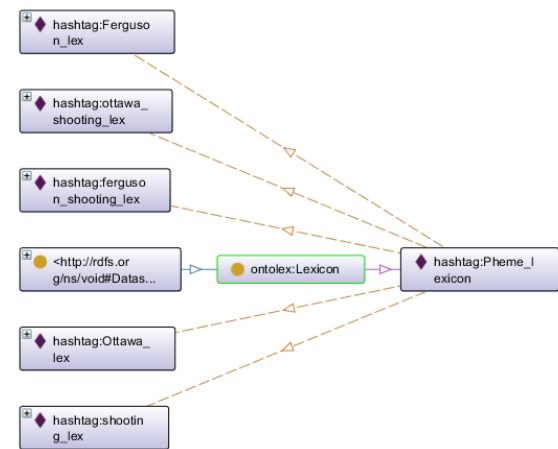 hashtag:Ferguso
n_lex
hashtag:ottawa_
shooting_lex
hashtag:ferguso
n_shooting_lex
<http://rdfs.or
g/ns/void#Datas...
ontolex:Lexicon
hashtag:Pheme_l
exicon
hashtag:Ottawa_
lex
hashtag:shootin
g_lex